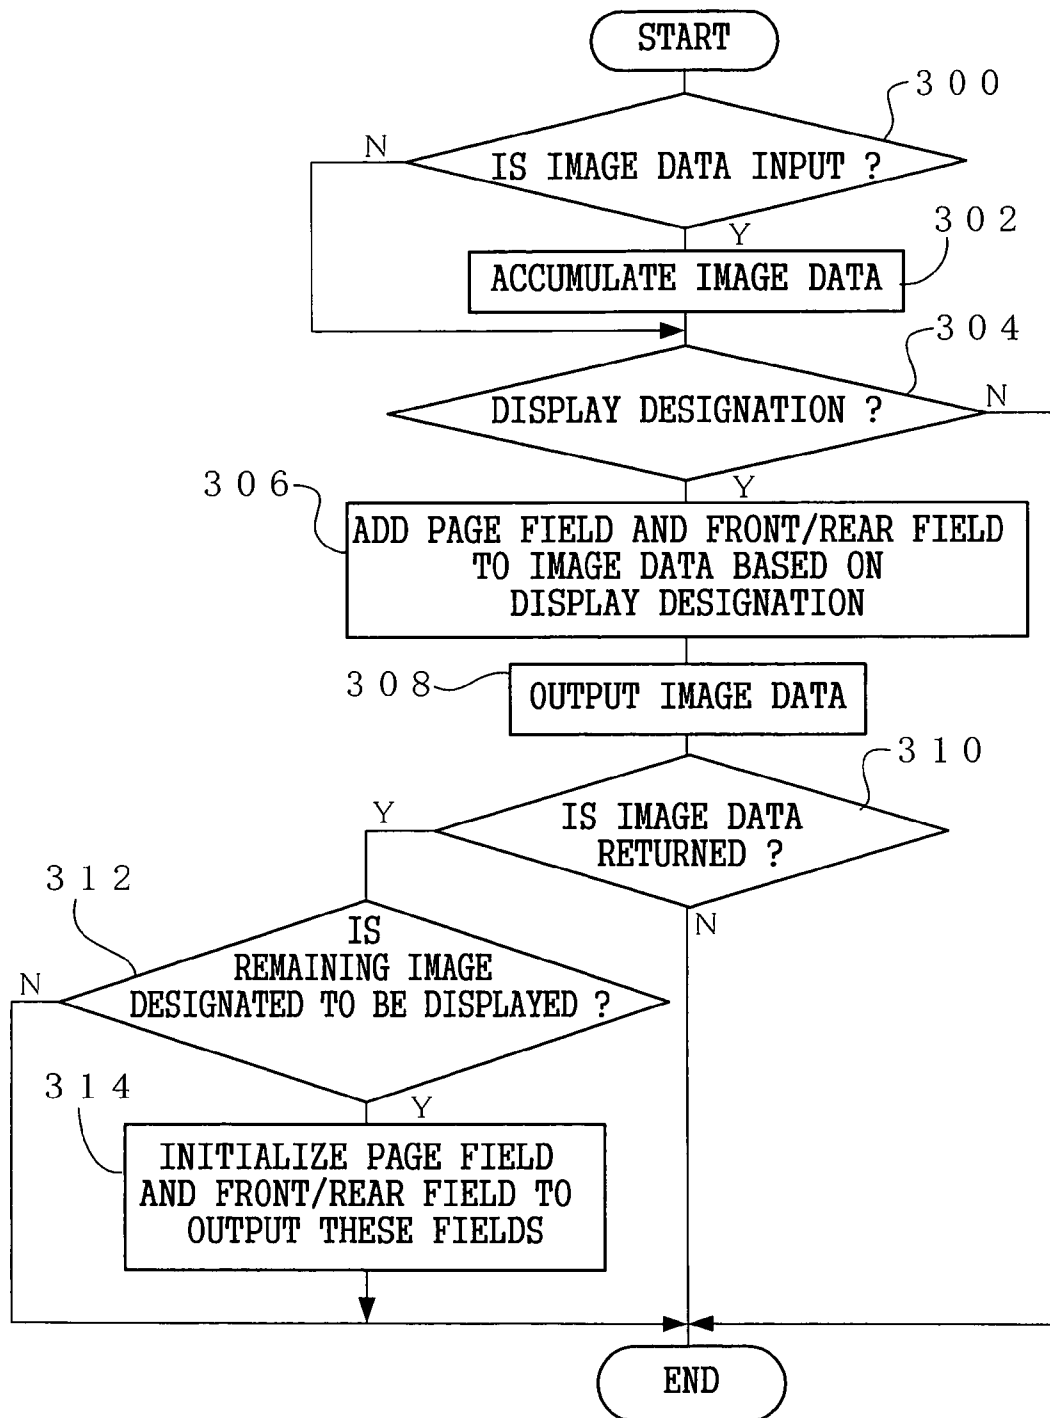 START
300
N
IS IMAGE DATA INPUT ?
Y
302
ACCUMULATE IMAGE DATA
304
DISPLAY DESIGNATION ?
N
306
Y
ADD PAGE FIELD AND FRONT/REAR FIELD
TO IMAGE DATA BASED ON
DISPLAY DESIGNATION
308
OUTPUT IMAGE DATA
310
Y
IS IMAGE DATA
RETURNED ?
312
N
IS
REMAINING IMAGE
DESIGNATED TO BE DISPLAYED ?
N
314
Y
INITIALIZE PAGE FIELD
AND FRONT/REAR FIELD TO
OUTPUT THESE FIELDS
END